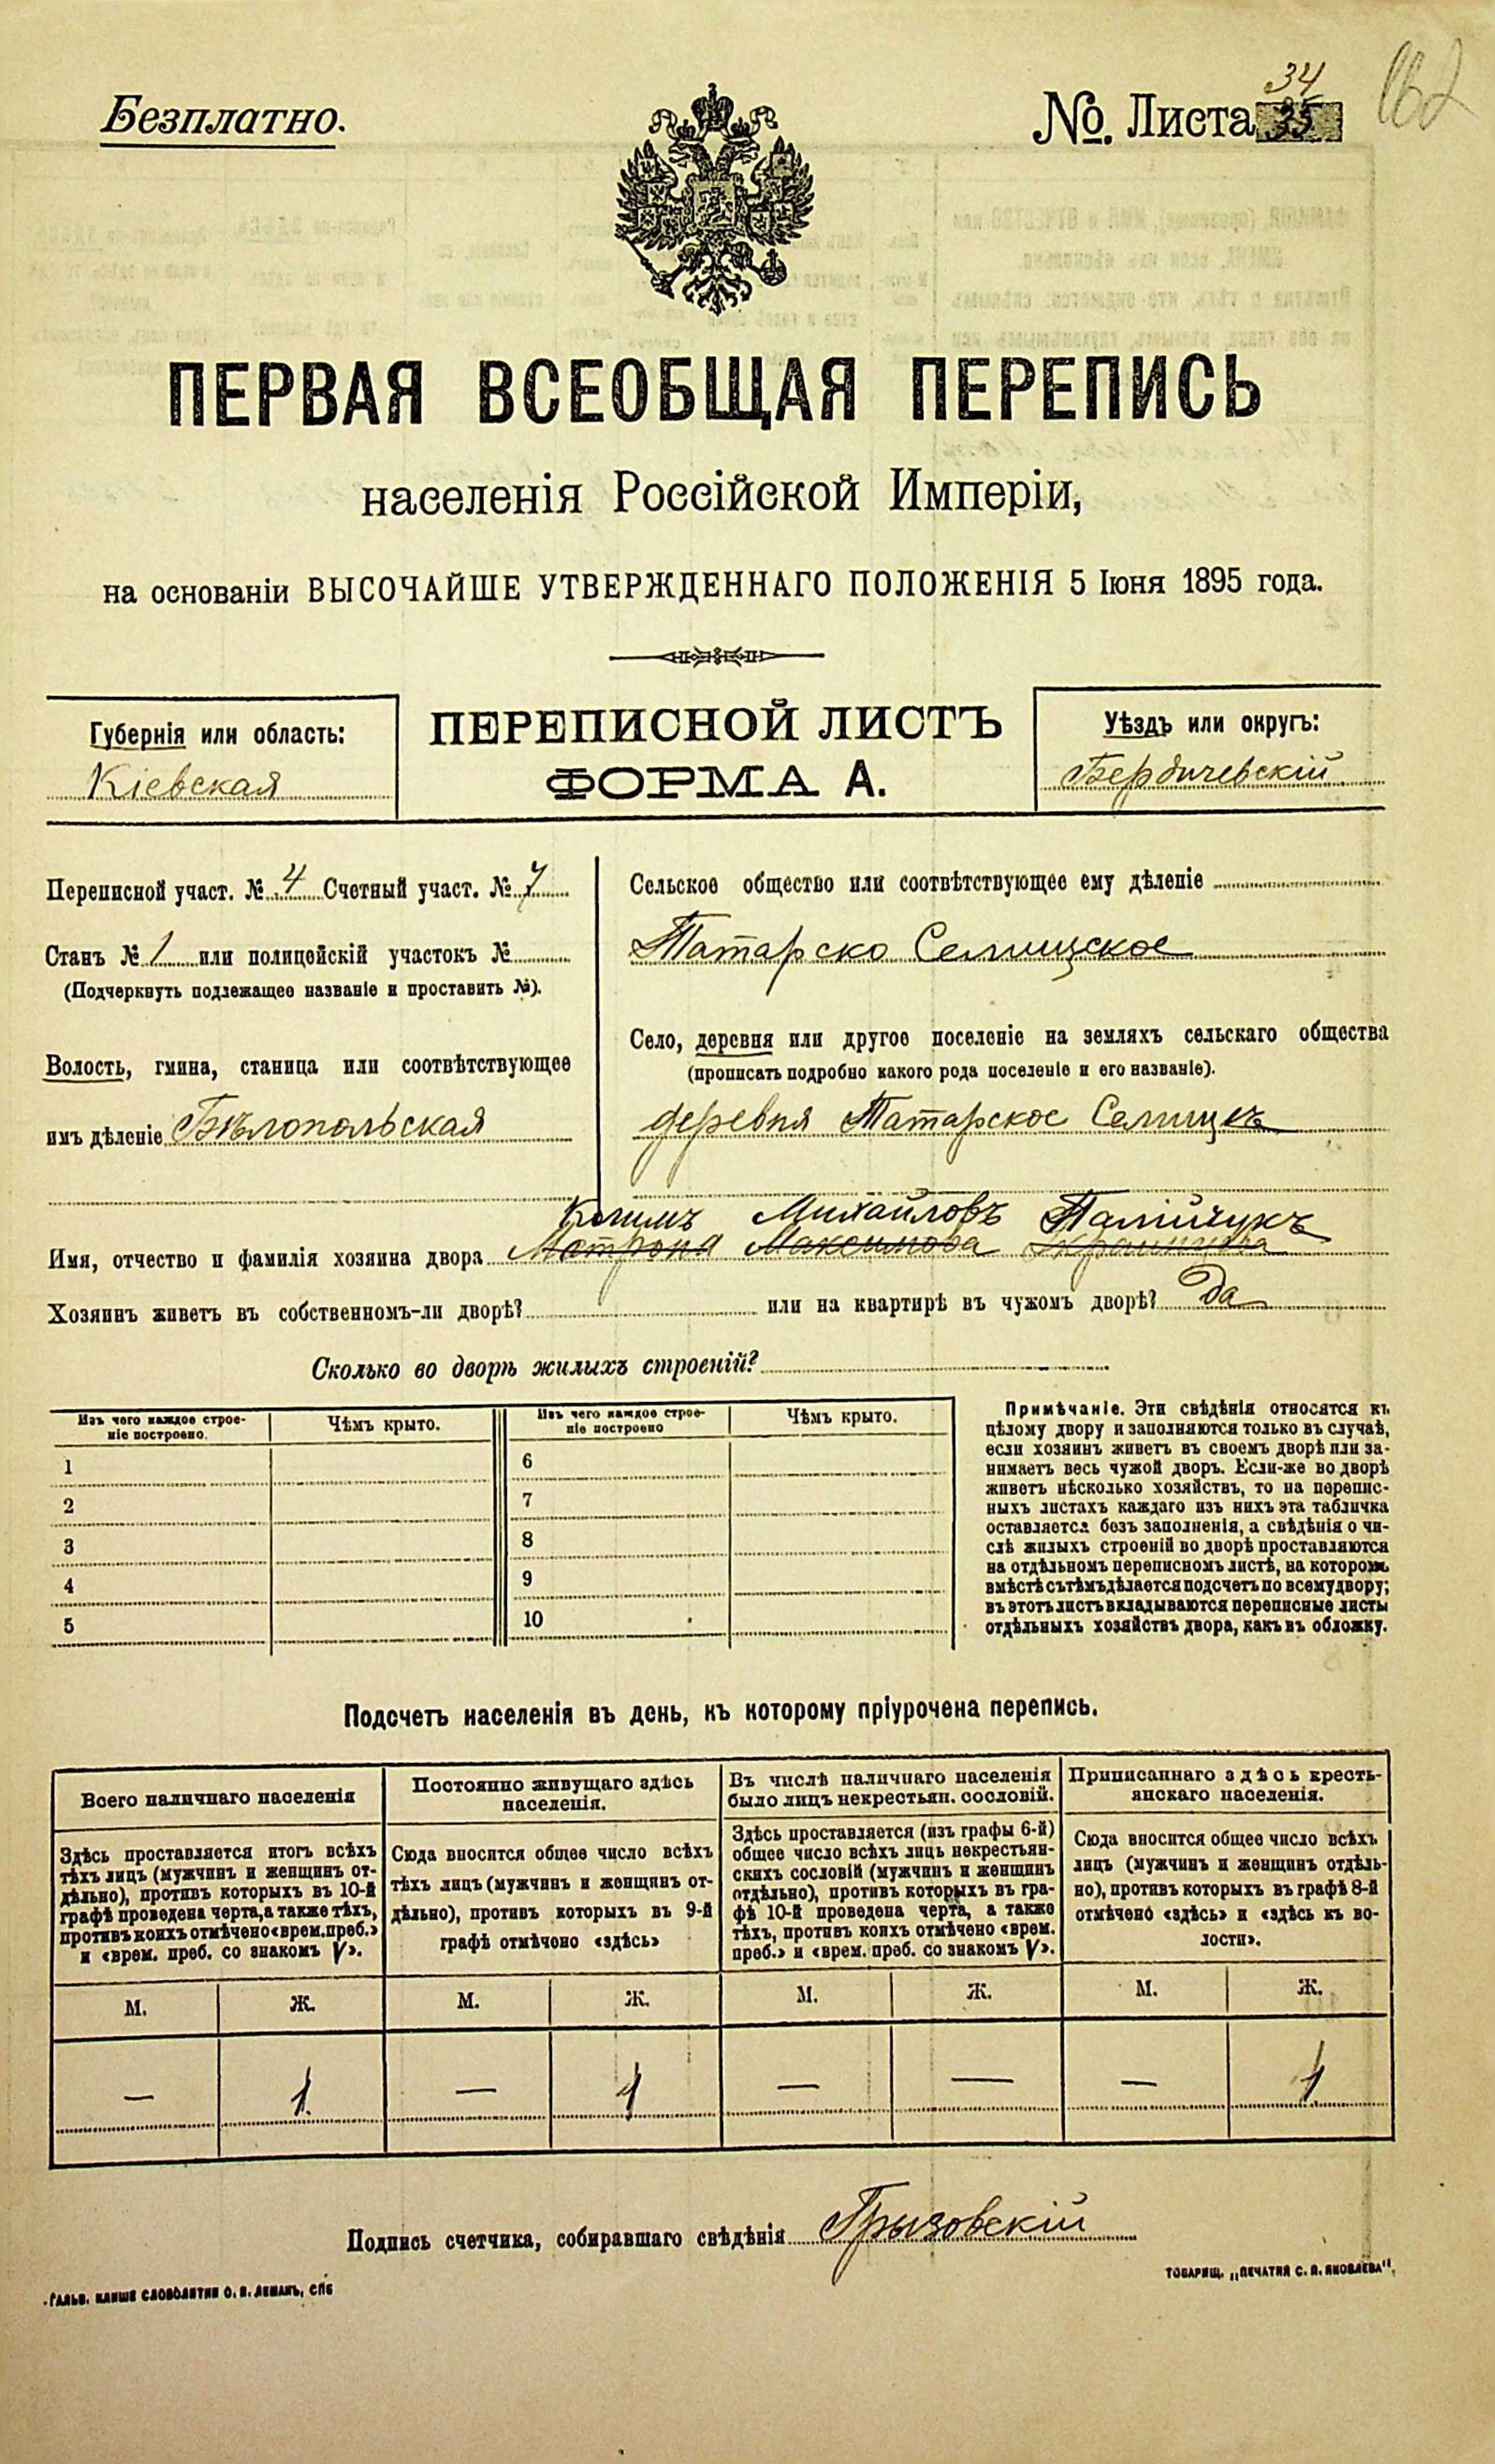 Безплатно.
№. Листа 35
34
162
ПЕРВАЯ ВСЕОБЩАЯ ПЕРЕПИСЬ
населенія Россійской Имперіи,
на основаніи ВЫСОЧАЙШЕ УТВЕРЖДЕННАГО ПОЛОЖЕНІЯ 5 Іюня 1895 года.
Губернія или область:
Кіевская
ПЕРЕПИСНОЙ ЛИСТЪ
ФОРМА А.
Уѣздъ или округъ:
Бердичевскій
Переписной участ. № 4 Счетный участ. № 7
Станъ № 1 или полицейскій участокъ №
(Подчеркнуть подлежащее названіе и проставить №).
Волость, гмина, станица или соотвѣтствующее
имъ дѣленіе Бѣлопольская
Сельское общество или соотвѣтствующее ему дѣленіе
Татарско Селищское
Село, деревня или другое поселеніе на земляхъ сельскаго общества
(прописать подробно какого рода поселеніе и его названіе).
деревня Татарское Селище
Михайловъ
Имя, отчество и фамилія хозяина двора Матрона Максимова
Хозяинъ живетъ въ собственномъ-ли дворѣ? или на квартирѣ въ чужомъ дворѣ? Да
Сколько во дворѣ жилыхъ строеній?
Изъ чего каждое строе-
ніе построено.
Чѣмъ крыто.
Изъ чего каждое строе-
ніе построено
Чѣмъ крыто.
1 6
2 7
3 8
4 9
5 10
Примѣчаніе. Эти свѣдѣнія относятся къ
цѣлому двору и заполняются только въ случаѣ,
если хозяинъ живетъ въ своемъ дворѣ или за-
нимаетъ весь чужой дворъ. Если-же во дворѣ
живетъ нѣсколько хозяйствъ, то на перепис-
ныхъ листахъ каждаго изъ нихъ эта табличка
оставляется безъ заполненія, а свѣдѣнія о чи-
слѣ жилыхъ строеній во дворѣ проставляются
на отдѣльномъ переписномъ листѣ, на которомъ
вмѣстѣ съ тѣмъ дѣлается подсчетъ по всему двору;
въ этотъ листъ вкладываются переписные листы
отдѣльныхъ хозяйствъ двора, какъ въ обложку.
Подсчетъ населенія въ день, къ которому пріурочена перепись.
Всего наличнаго населенія
Здѣсь проставляется итогъ всѣхъ
тѣхъ лицъ (мужчинъ и женщинъ от-
дѣльно), противъ которыхъ въ 10-й
графѣ проведена черта, а также тѣхъ,
противъ коихъ отмѣчено «врем. преб.»
и «врем. преб. со знакомъ V».
Постоянно живущаго здѣсь
населенія.
Сюда вносится общее число всѣхъ
тѣхъ лицъ (мужчинъ и женщинъ от-
дѣльно), противъ которыхъ въ 9-й
графѣ отмѣчено «здѣсь»
Въ числѣ наличнаго населенія
было лицъ некрестьян. сословій.
Здѣсь проставляется (изъ графы 6-й)
общее число всѣхъ лицъ некрестьян-
скихъ сословій (мужчинъ и женщинъ
отдѣльно), противъ которыхъ въ гра-
фѣ 10-й проведена черта, а также
тѣхъ, противъ коихъ отмѣчено «врем.
преб.» и «врем. преб. со знакомъ V».
Приписаннаго здѣсь кресть-
янскаго населенія.
Сюда вносится общее число всѣхъ
лицъ (мужчинъ и женщинъ отдѣль-
но), противъ которыхъ въ графѣ 8-й
отмѣчено «здѣсь» и «здѣсь къ во-
лости».
М. Ж. М. Ж. М. Ж. М. Ж.
— 1 — 1 — — — 1
Подпись счетчика, собиравшаго свѣдѣнія Грызовскій
Гальв. клише словолитни О. И. Леманъ, СПб
ТОВАРИЩ. „ПЕЧАТНЯ С. П. ЯКОВЛЕВА".